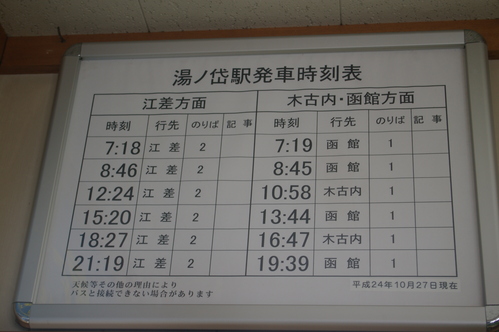 湯ノ岱駅発車時刻表
江差方面 木古内・函館方面
時刻 行先 のりば 記事 時刻 行先 のりば 記事
7:18 江差 2 7:19 函館 1
8:46 江差 2 8:45 函館 1
12:24 江差 2 10:58 木古内 1
15:20 江差 2 13:44 函館 1
18:27 江差 2 16:47 木古内 1
21:19 江差 2 19:39 函館 1
天候等その他の理由により
バスと接続できない場合があります
平成24年10月27日現在